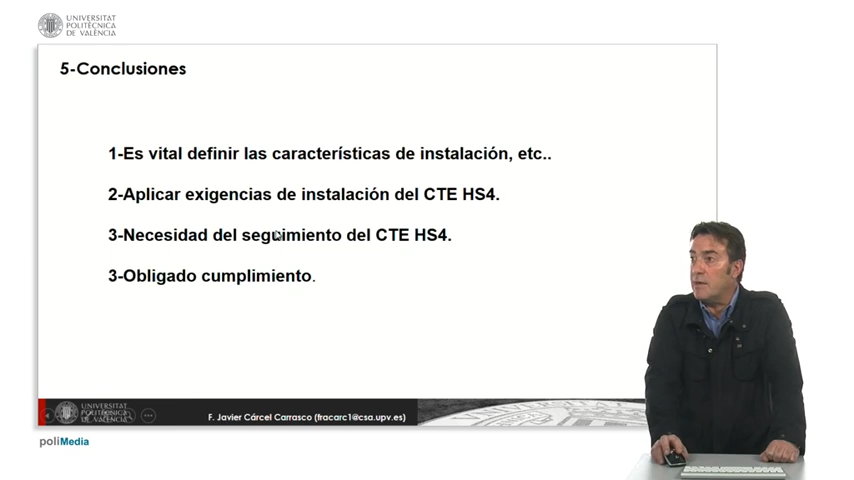 UNIVERSITAT
POLITÈCNICA
DE VALÈNCIA
5-Conclusiones
1-Es vital definir las características de instalación, etc..
2-Aplicar exigencias de instalación del CTE HS4.
3-Necesidad del seguimiento del CTE HS4.
3-Obligado cumplimiento.
UNIVERSITAT
POLITÈCNICA
DE VALÈNCIA
F. Javier Cárcel Carrasco (fracarc1@csa.upv.es)
poliMedia